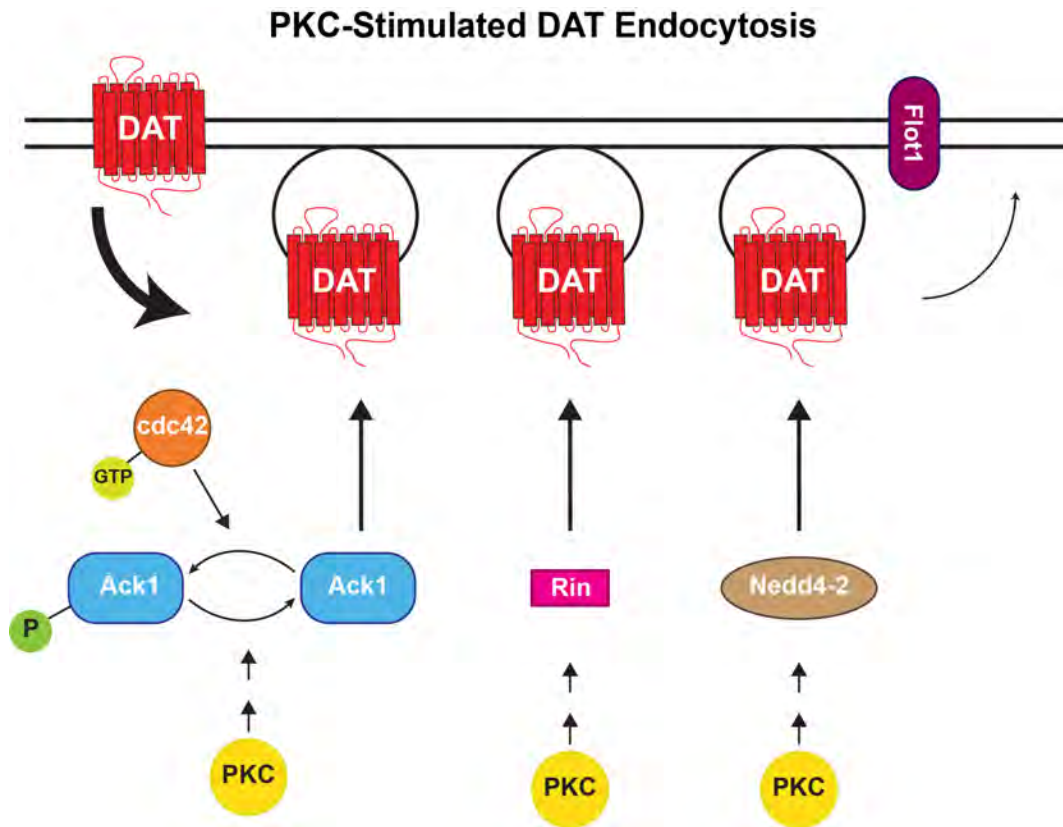 PKC-Stimulated DAT Endocytosis
DAT
Flot1
DAT
DAT
DAT
cdc42
GTP
Ack1
Ack1
Rin
Nedd4-2
P
PKC
PKC
PKC